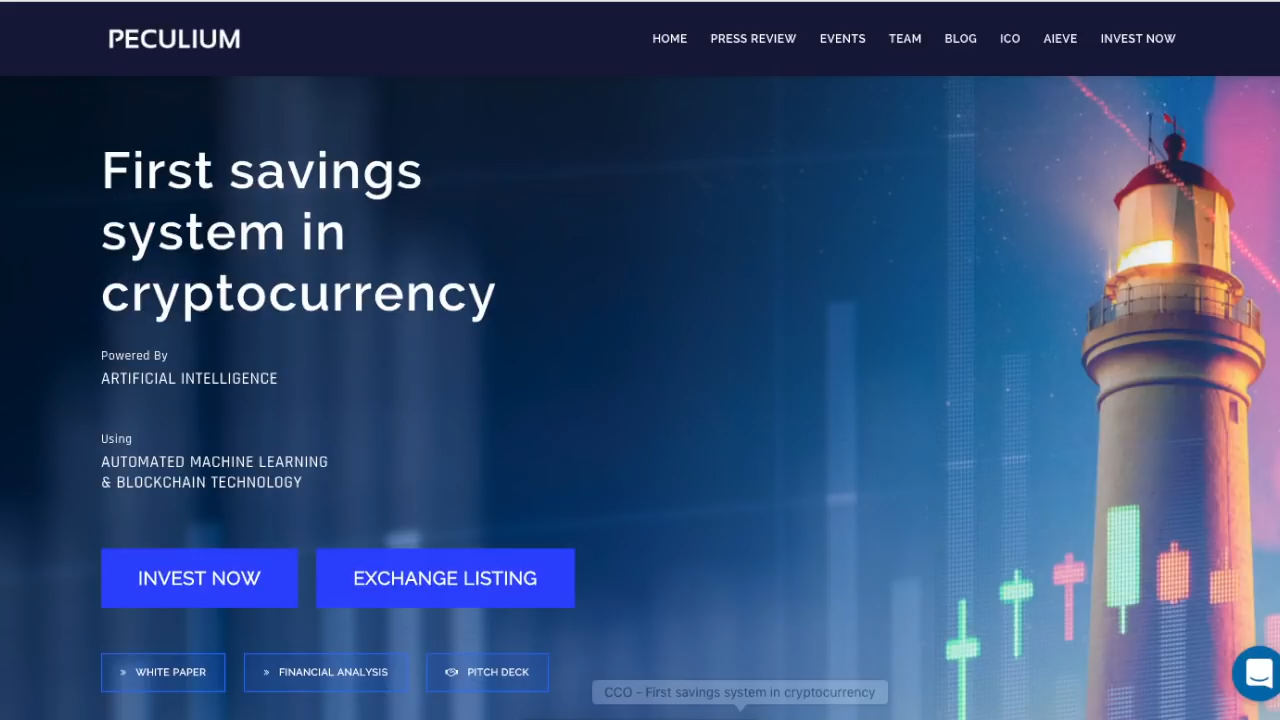 PECULIUM
HOME PRESS REVIEW EVENTS TEAM BLOG ICO AIEVE INVEST NOW
First savings
system in
cryptocurrency
Powered By
ARTIFICIAL INTELLIGENCE
Using
AUTOMATED MACHINE LEARNING
& BLOCKCHAIN TECHNOLOGY
INVEST NOW EXCHANGE LISTING
» WHITE PAPER » FINANCIAL ANALYSIS PITCH DECK
CCO – First savings system in cryptocurrency